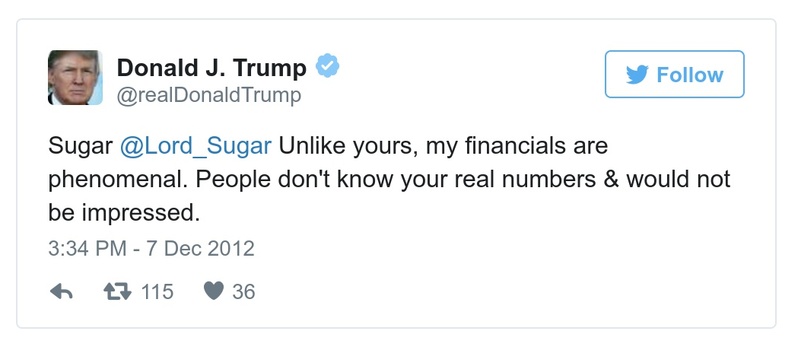 Donald J. Trump
@realDonaldTrump
Follow
Sugar @Lord_Sugar Unlike yours, my financials are
phenomenal. People don't know your real numbers & would not
be impressed.
3:34 PM - 7 Dec 2012
115 36